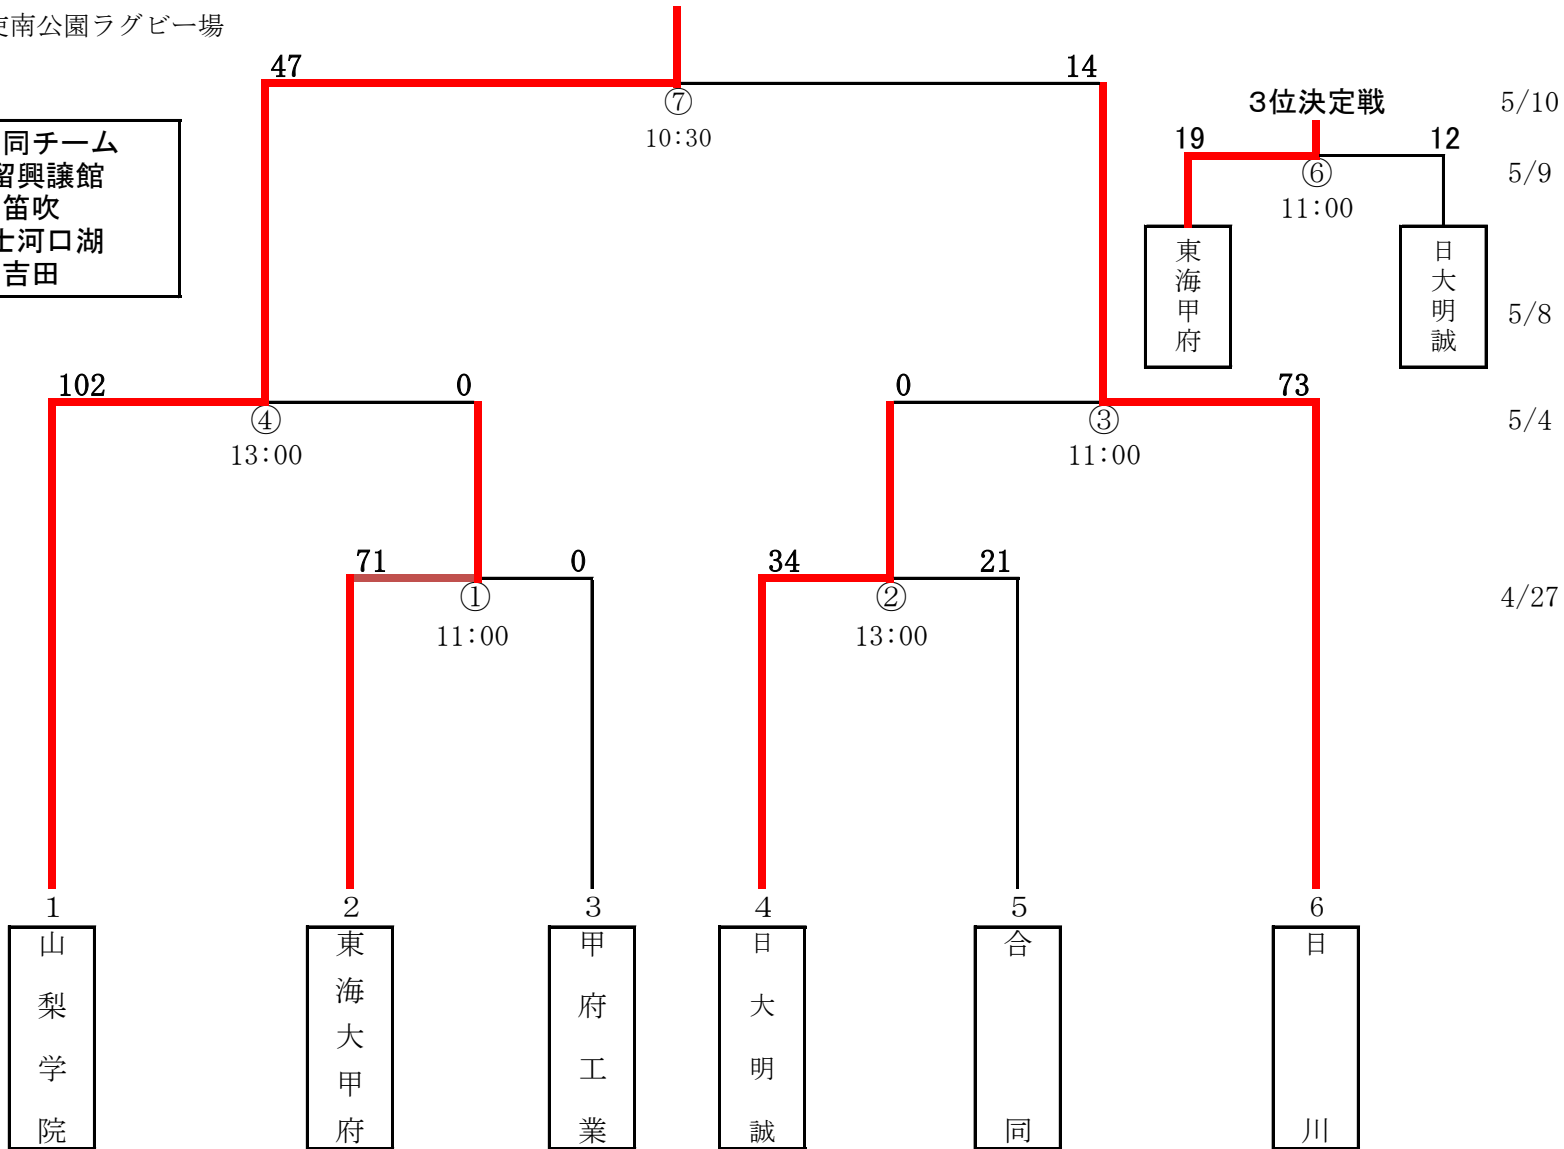 南公園ラグビー場
47
14
⑦
10:30
3位決定戦
5/10
19
12
⑥
11:00
5/9
同チーム
留興譲館
笛吹
士河口湖
吉田
東海甲府
日大明誠
5/8
102
0
④
13:00
0
73
③
11:00
5/4
71
0
①
11:00
34
21
②
13:00
4/27
1
2
3
4
5
6
山梨学院
東海大甲府
甲府工業
日大明誠
合同
日川